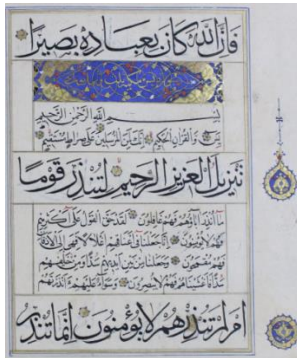 فإن الله كان بعباده بصيرا
بسم الله الرحمن الرحيم
يس والقرآن الحكيم إنك لمن المرسلين على صراط مستقيم
تنزيل العزيز الرحيم لتنذر قوما
ما أنذر آباؤهم فهم غافلون لقد حق القول على أكثرهم
فهم لا يؤمنون إنا جعلنا في أعناقهم أغلالا فهي إلى الأذقان
فهم مقمحون وجعلنا من بين أيديهم سدا ومن خلفهم
سدا فأغشيناهم فهم لا يبصرون وسواء عليهم ءأنذرتهم
أم لم تنذرهم لا يؤمنون إنما تنذر